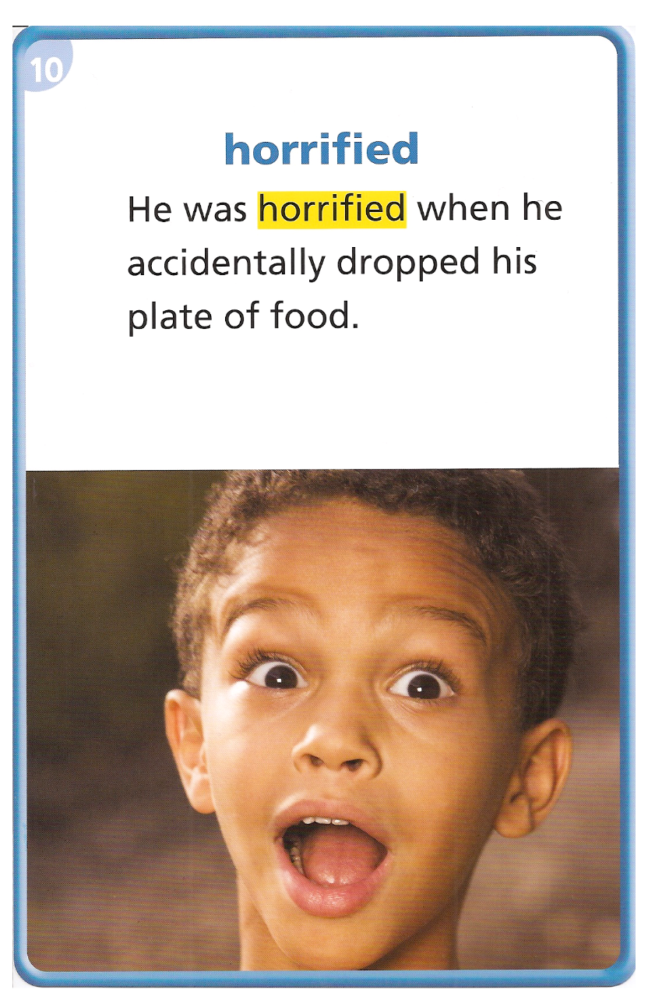 10
horrified
He was horrified when he
accidentally dropped his
plate of food.